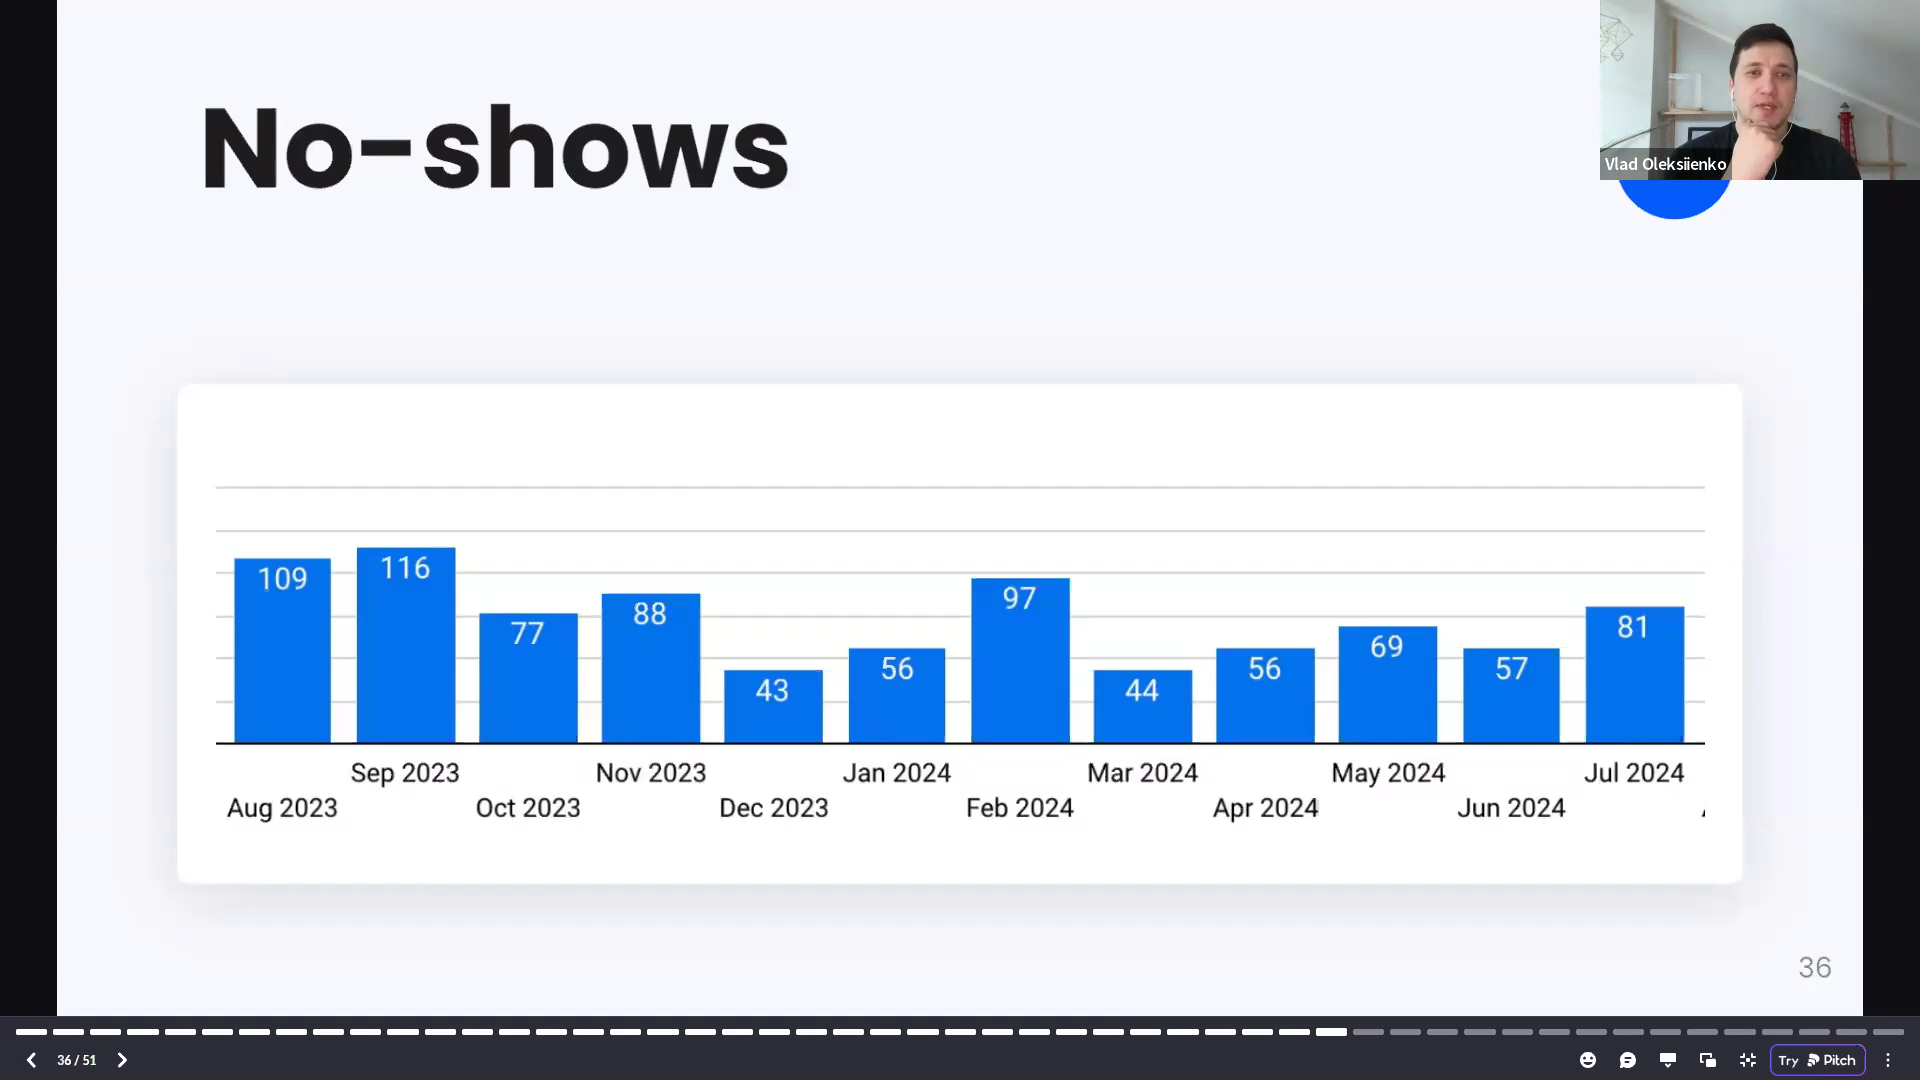 No-shows
Vlad Oleksiienko
109
116
77
88
43
56
97
44
56
69
57
81
Sep 2023
Nov 2023
Jan 2024
Mar 2024
May 2024
Jul 2024
Aug 2023
Oct 2023
Dec 2023
Feb 2024
Apr 2024
Jun 2024
36
36 / 51
Try Pitch